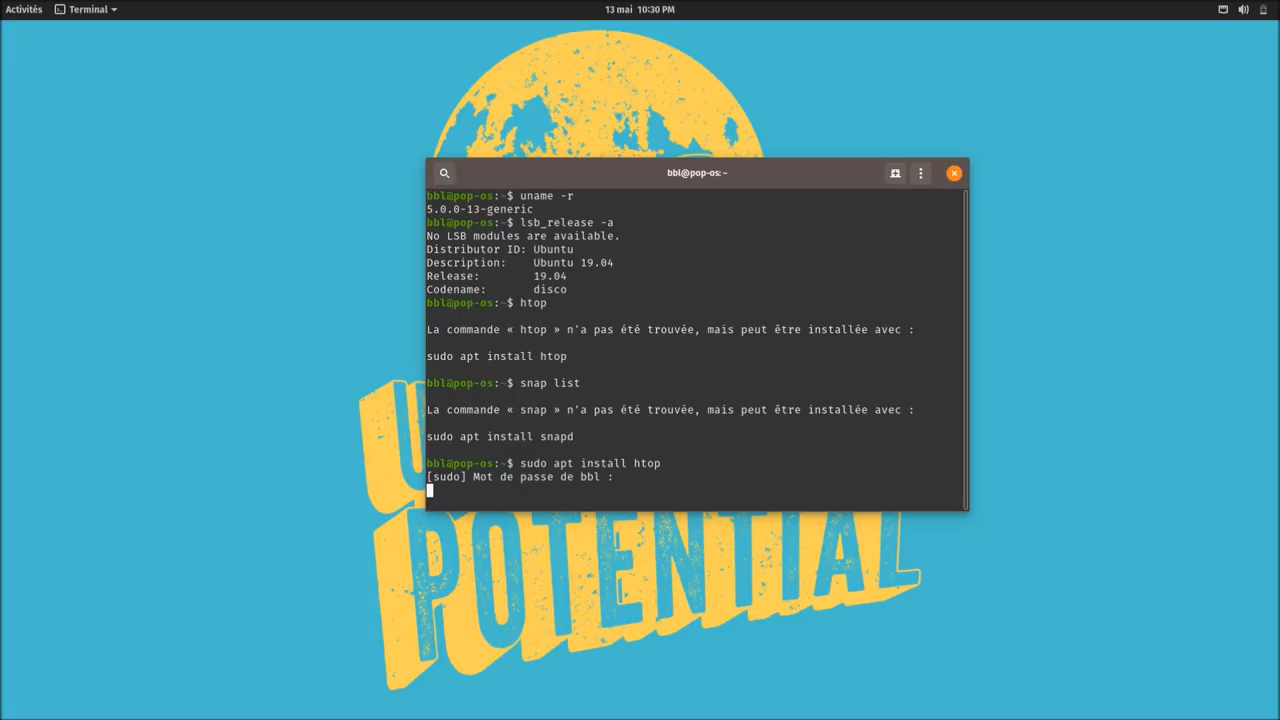 Activités Terminal 13 mai 10:30 PM
bbl@pop-os: ~
bbl@pop-os:~$ uname -r
5.0.0-13-generic
bbl@pop-os:~$ lsb_release -a
No LSB modules are available.
Distributor ID: Ubuntu
Description: Ubuntu 19.04
Release: 19.04
Codename: disco
bbl@pop-os:~$ htop
La commande « htop » n'a pas été trouvée, mais peut être installée avec :
sudo apt install htop
bbl@pop-os:~$ snap list
La commande « snap » n'a pas été trouvée, mais peut être installée avec :
sudo apt install snapd
bbl@pop-os:~$ sudo apt install htop
[sudo] Mot de passe de bbl :
POTENTIAL